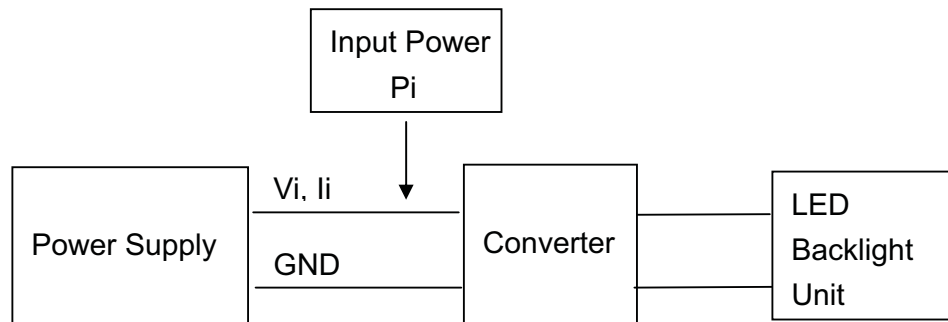 Input Power
Pi
Vi, Ii
Power Supply
GND
Converter
LED
Backlight
Unit